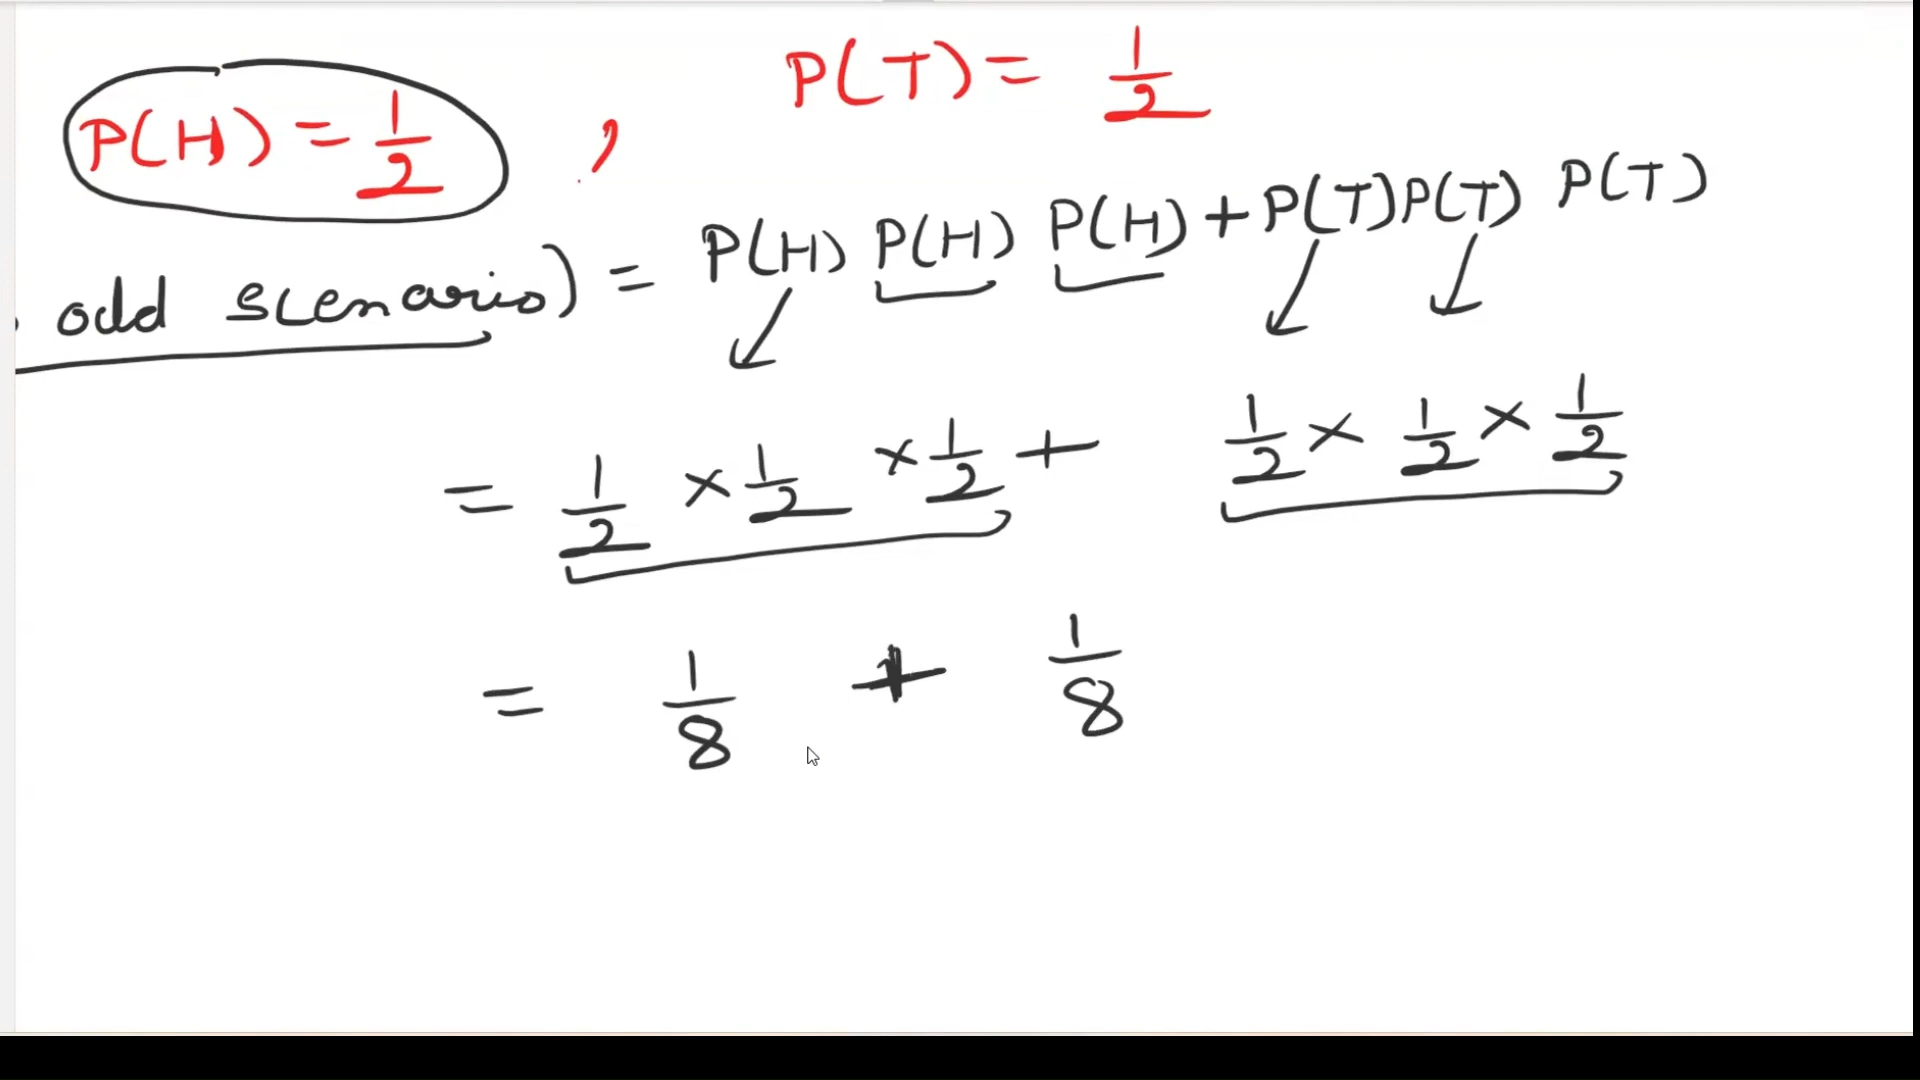 P(H) = 1/2 , P(T) = 1/2
odd scenario) = P(H) P(H) P(H) + P(T) P(T) P(T)
= 1/2 × 1/2 × 1/2 + 1/2 × 1/2 × 1/2
= 1/8 + 1/8